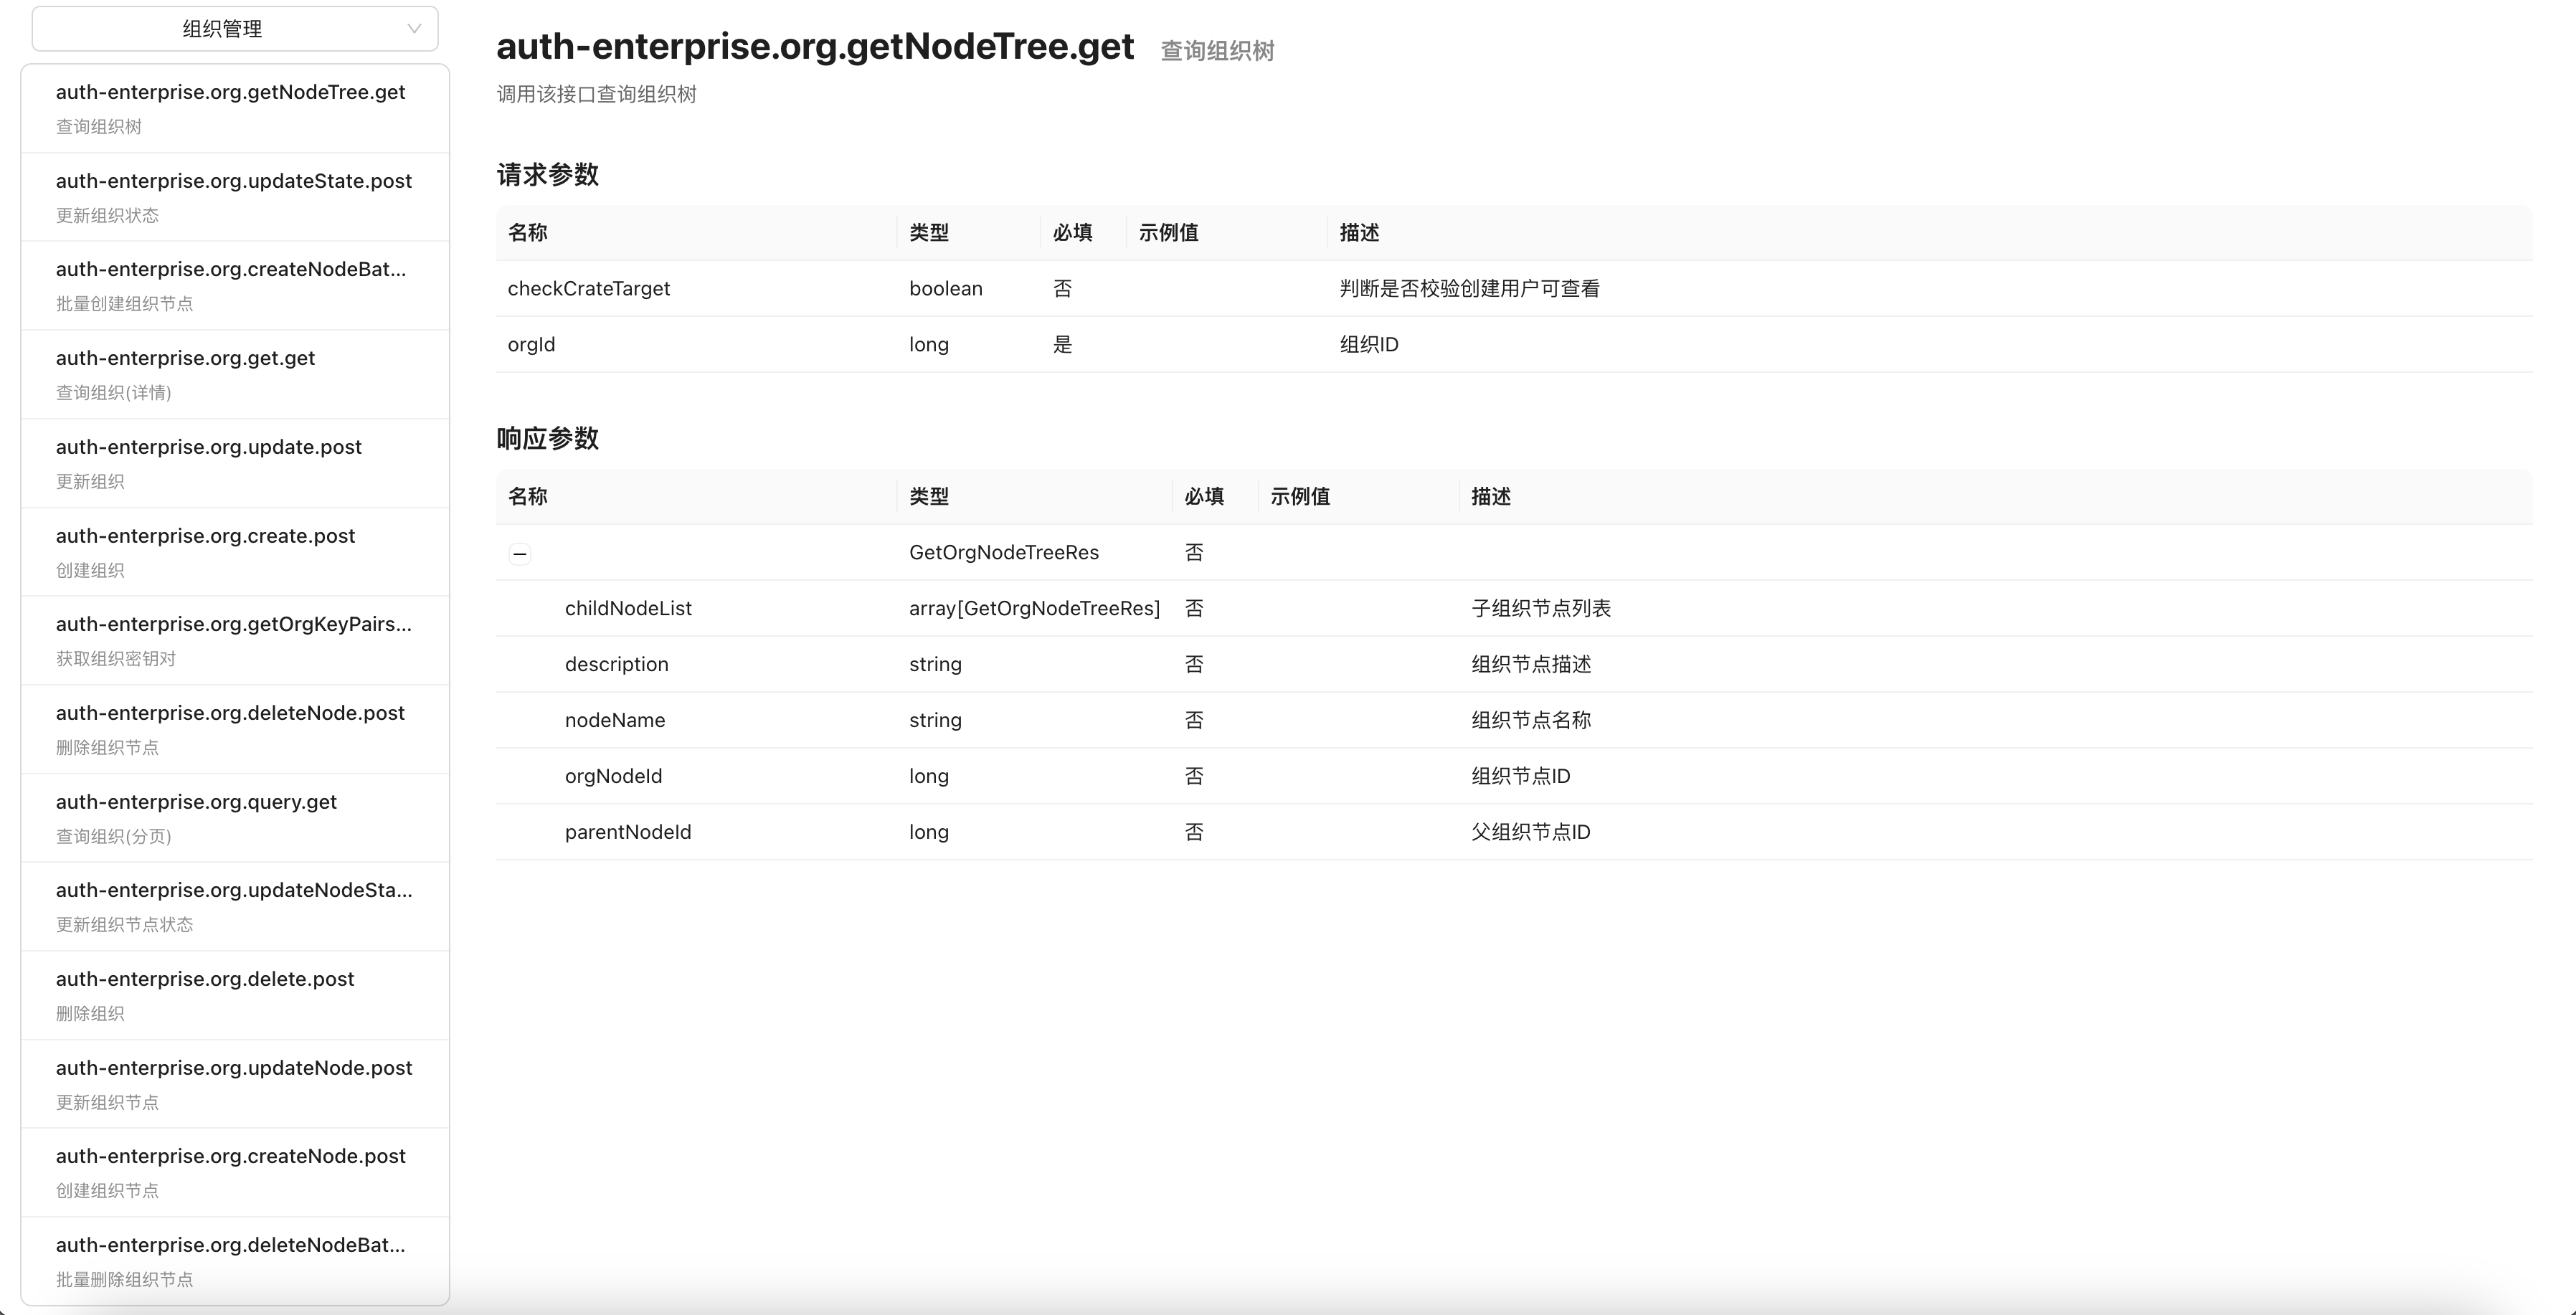 组织管理
auth-enterprise.org.getNodeTree.get
查询组织树
auth-enterprise.org.updateState.post
更新组织状态
auth-enterprise.org.createNodeBat...
批量创建组织节点
auth-enterprise.org.get.get
查询组织(详情)
auth-enterprise.org.update.post
更新组织
auth-enterprise.org.create.post
创建组织
auth-enterprise.org.getOrgKeyPairs...
获取组织密钥对
auth-enterprise.org.deleteNode.post
删除组织节点
auth-enterprise.org.query.get
查询组织(分页)
auth-enterprise.org.updateNodeSta...
更新组织节点状态
auth-enterprise.org.delete.post
删除组织
auth-enterprise.org.updateNode.post
更新组织节点
auth-enterprise.org.createNode.post
创建组织节点
auth-enterprise.org.deleteNodeBat...
批量删除组织节点
auth-enterprise.org.getNodeTree.get 查询组织树
调用该接口查询组织树
请求参数
名称 类型 必填 示例值 描述
checkCrateTarget boolean 否 判断是否校验创建用户可查看
orgId long 是 组织ID
响应参数
名称 类型 必填 示例值 描述
GetOrgNodeTreeRes 否
childNodeList array[GetOrgNodeTreeRes] 否 子组织节点列表
description string 否 组织节点描述
nodeName string 否 组织节点名称
orgNodeId long 否 组织节点ID
parentNodeId long 否 父组织节点ID